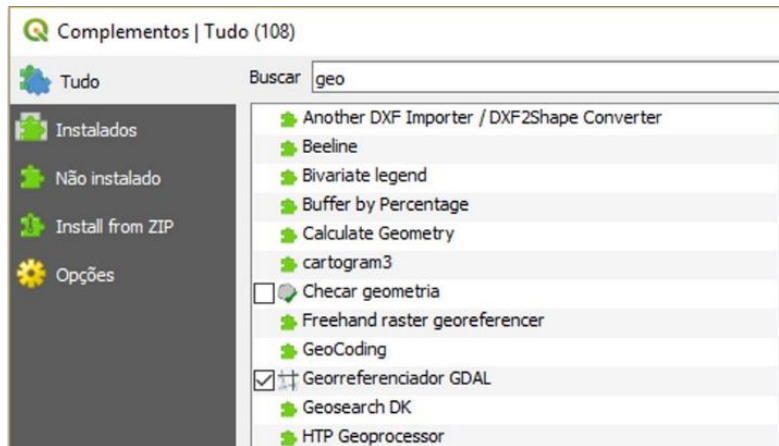 Complementos | Tudo (108)
Tudo
Instalados
Não instalado
Install from ZIP
Opções
Buscar geo
Another DXF Importer / DXF2Shape Converter
Beeline
Bivariate legend
Buffer by Percentage
Calculate Geometry
cartogram3
Checar geometria
Freehand raster georeferencer
GeoCoding
Georreferenciador GDAL
Geosearch DK
HTP Geoprocessor